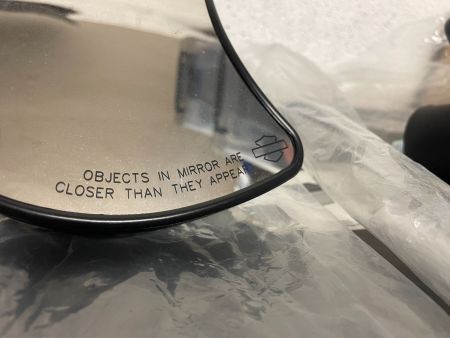 OBJECTS IN MIRROR ARE
CLOSER THAN THEY APPEAR